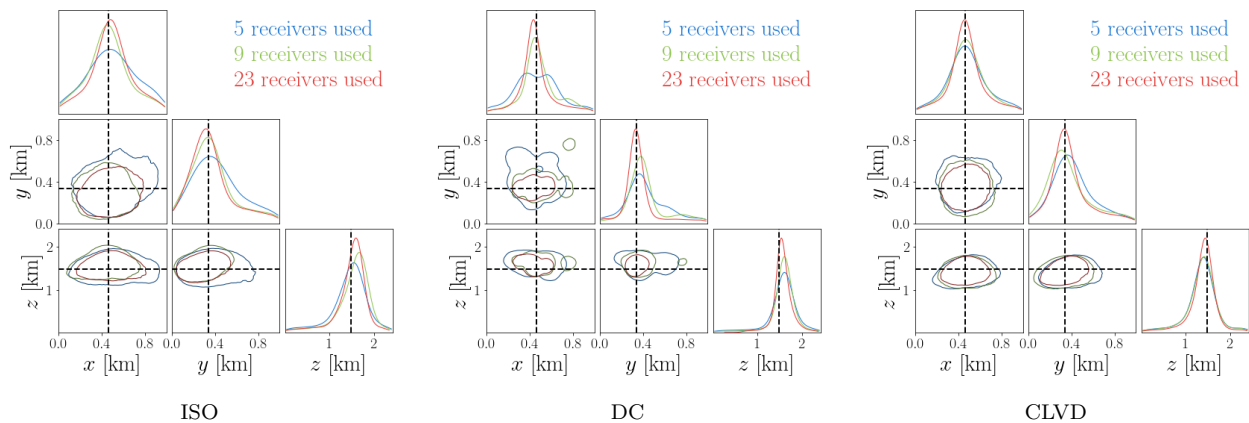 5 receivers used
9 receivers used
23 receivers used
0.8
0.4
0.0
y [km]
2
1
z [km]
0.0 0.4 0.8
x [km]
0.0 0.4 0.8
y [km]
1 2
z [km]
ISO
5 receivers used
9 receivers used
23 receivers used
0.8
0.4
0.0
y [km]
2
1
z [km]
0.0 0.4 0.8
x [km]
0.0 0.4 0.8
y [km]
1 2
z [km]
DC
5 receivers used
9 receivers used
23 receivers used
0.8
0.4
0.0
y [km]
2
1
z [km]
0.0 0.4 0.8
x [km]
0.0 0.4 0.8
y [km]
1 2
z [km]
CLVD